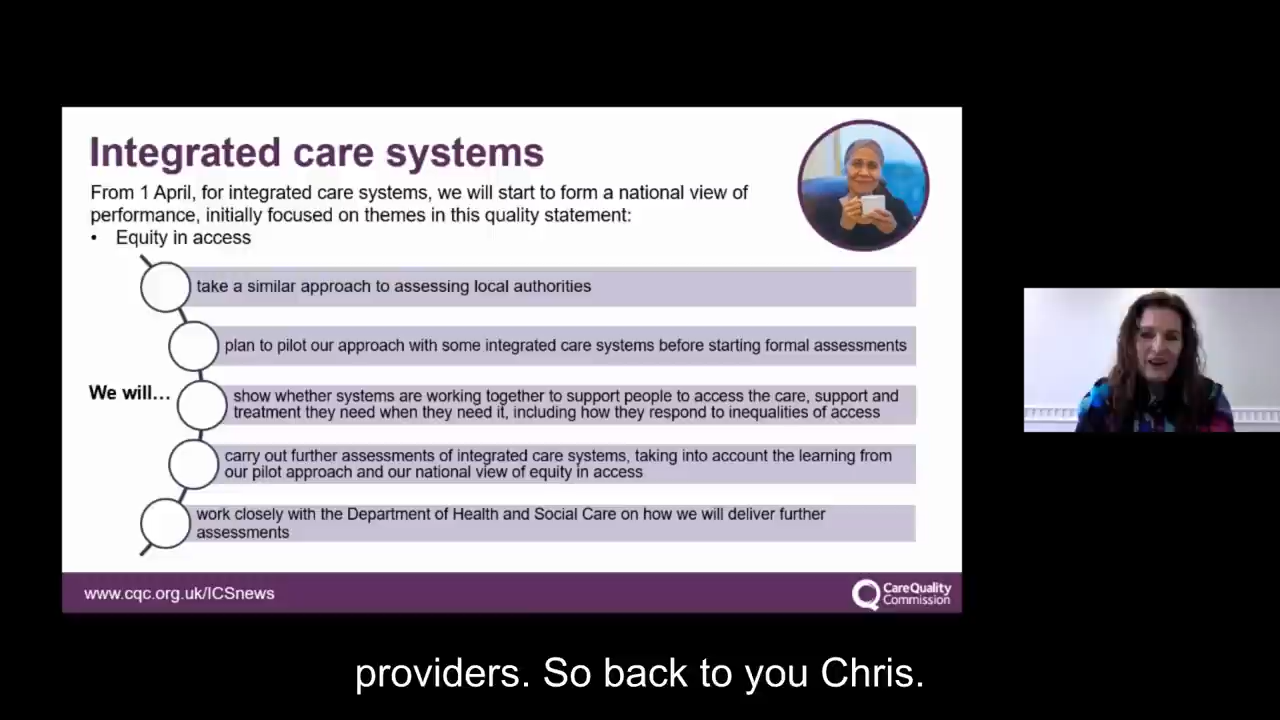 Integrated care systems
From 1 April, for integrated care systems, we will start to form a national view of
performance, initially focused on themes in this quality statement:
• Equity in access
take a similar approach to assessing local authorities
plan to pilot our approach with some integrated care systems before starting formal assessments
We will...
show whether systems are working together to support people to access the care, support and
treatment they need when they need it, including how they respond to inequalities of access
carry out further assessments of integrated care systems, taking into account the learning from
our pilot approach and our national view of equity in access
work closely with the Department of Health and Social Care on how we will deliver further
assessments
www.cqc.org.uk/ICSnews
CareQuality
Commission
providers. So back to you Chris.